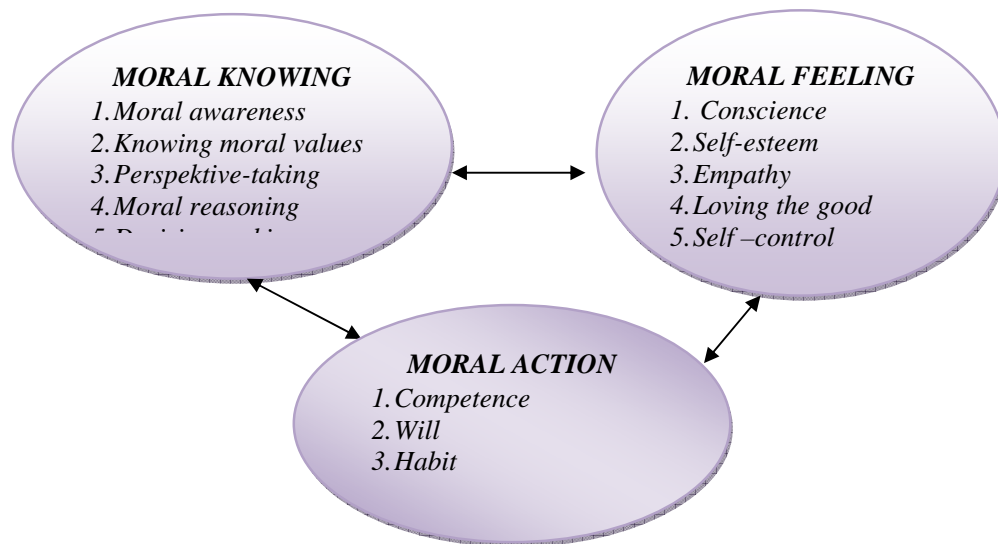 MORAL KNOWING
1. Moral awareness
2. Knowing moral values
3. Perspektive-taking
4. Moral reasoning
MORAL FEELING
1. Conscience
2. Self-esteem
3. Empathy
4. Loving the good
5. Self –control
MORAL ACTION
1. Competence
2. Will
3. Habit